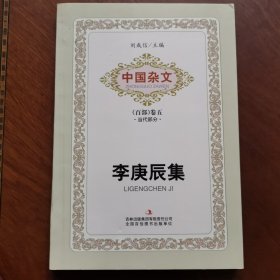 刘成信/主编
中国杂文
ZHONGGUO ZAWEN
(百部)卷五
·当代部分·
李庚辰集
LIGENGCHEN JI
吉林出版集团有限责任公司
全国百佳图书出版单位